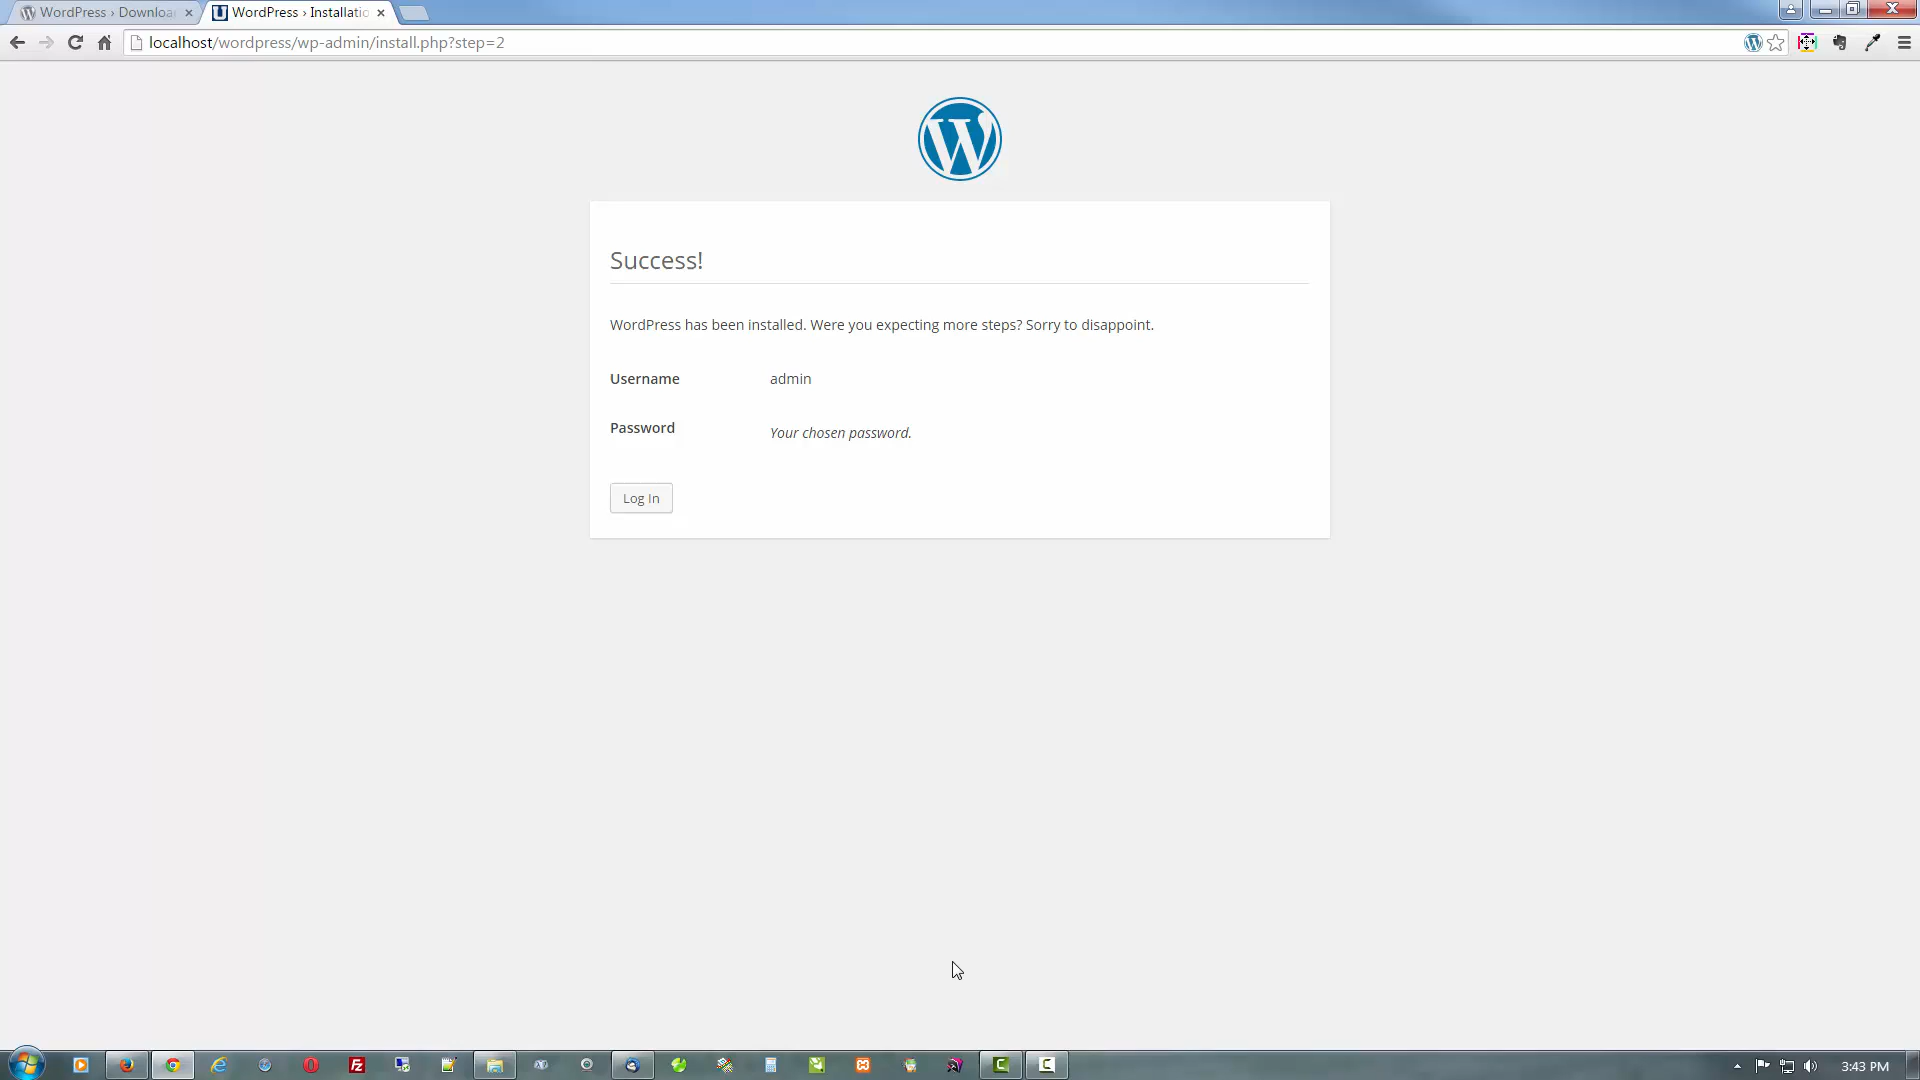 WordPress › Downloa
WordPress › Installatio
localhost/wordpress/wp-admin/install.php?step=2
Success!
WordPress has been installed. Were you expecting more steps? Sorry to disappoint.
Username admin
Password Your chosen password.
Log In
3:43 PM